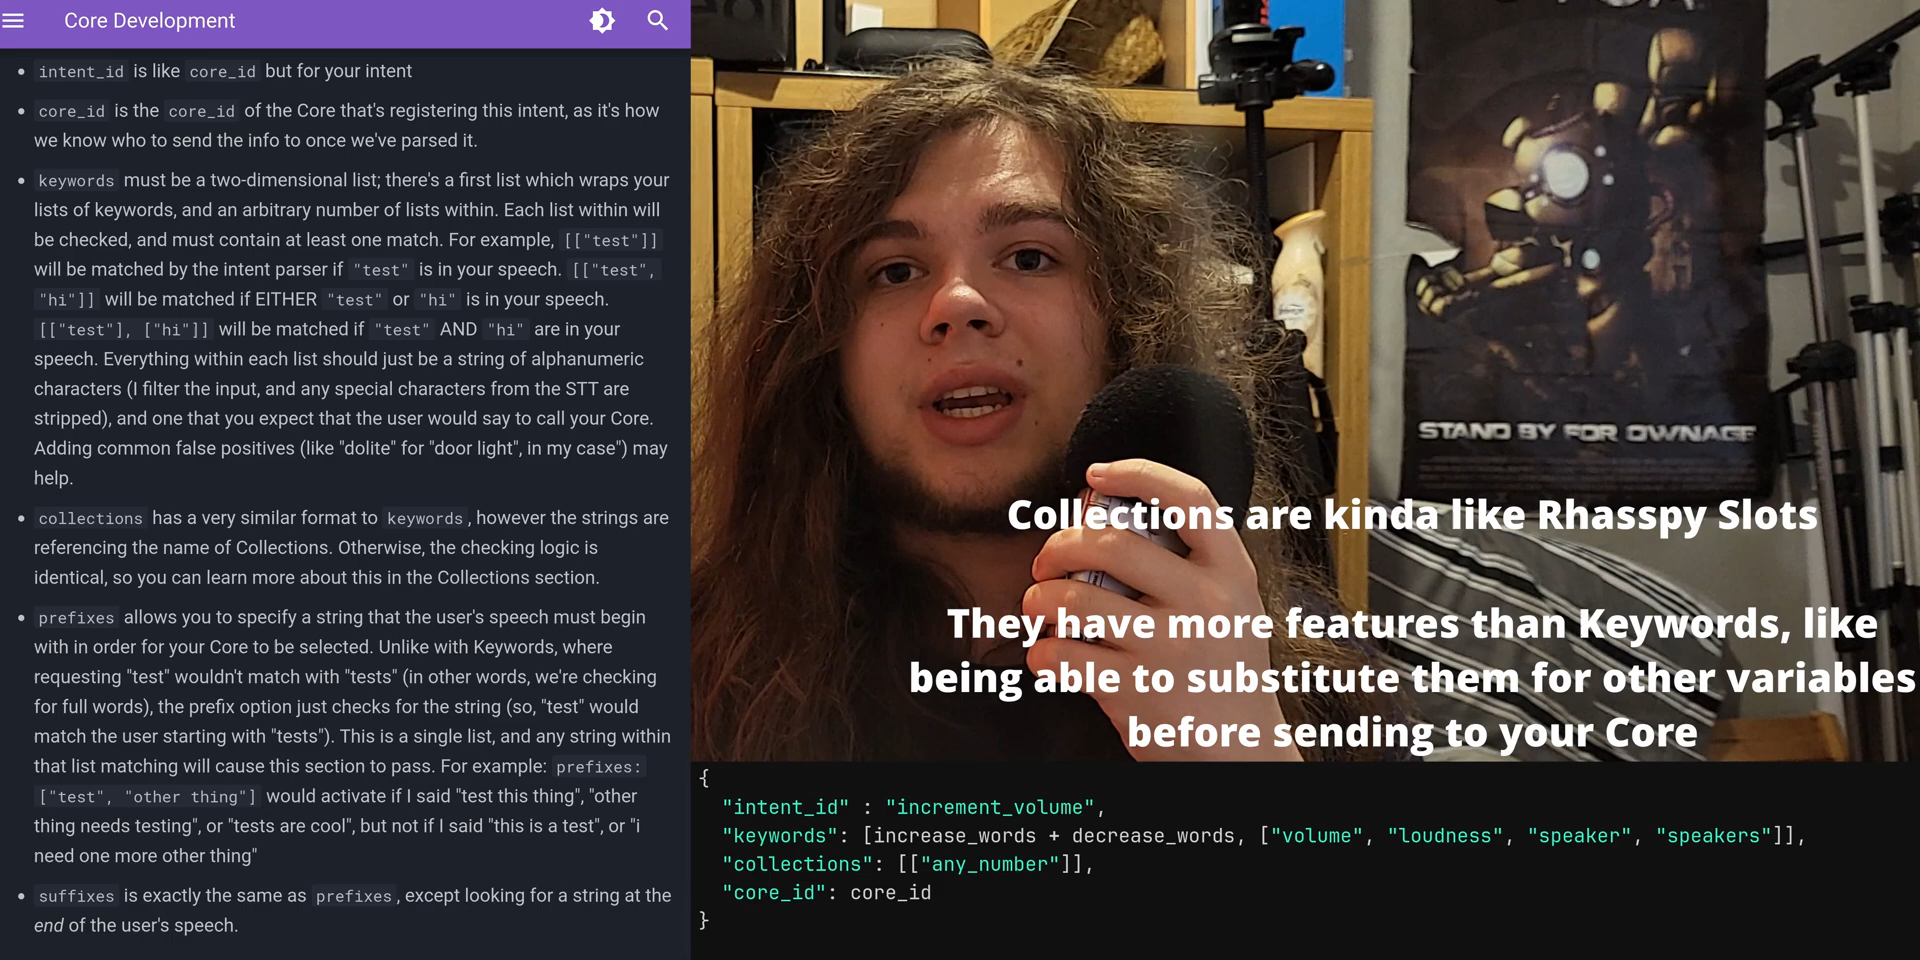 Core Development
intent_id is like core_id but for your intent
core_id is the core_id of the Core that's registering this intent, as it's how
we know who to send the info to once we've parsed it.
keywords must be a two-dimensional list; there's a first list which wraps your
lists of keywords, and an arbitrary number of lists within. Each list within will
be checked, and must contain at least one match. For example, [["test"]]
will be matched by the intent parser if "test" is in your speech. [["test",
"hi"]] will be matched if EITHER "test" or "hi" is in your speech.
[["test"], ["hi"]] will be matched if "test" AND "hi" are in your
speech. Everything within each list should just be a string of alphanumeric
characters (I filter the input, and any special characters from the STT are
stripped), and one that you expect that the user would say to call your Core.
Adding common false positives (like "dolite" for "door light", in my case") may
help.
collections has a very similar format to keywords, however the strings are
referencing the name of Collections. Otherwise, the checking logic is
identical, so you can learn more about this in the Collections section.
prefixes allows you to specify a string that the user's speech must begin
with in order for your Core to be selected. Unlike with Keywords, where
requesting "test" wouldn't match with "tests" (in other words, we're checking
for full words), the prefix option just checks for the string (so, "test" would
match the user starting with "tests"). This is a single list, and any string within
that list matching will cause this section to pass. For example: prefixes:
["test", "other thing"] would activate if I said "test this thing", "other
thing needs testing", or "tests are cool", but not if I said "this is a test", or "i
need one more other thing"
suffixes is exactly the same as prefixes, except looking for a string at the
end of the user's speech.
STAND BY FOR OWNAGE
Collections are kinda like Rhasspy Slots
They have more features than Keywords, like
being able to substitute them for other variables
before sending to your Core
{
"intent_id" : "increment_volume",
"keywords": [increase_words + decrease_words, ["volume", "loudness", "speaker", "speakers"]],
"collections": [["any_number"]],
"core_id": core_id
}